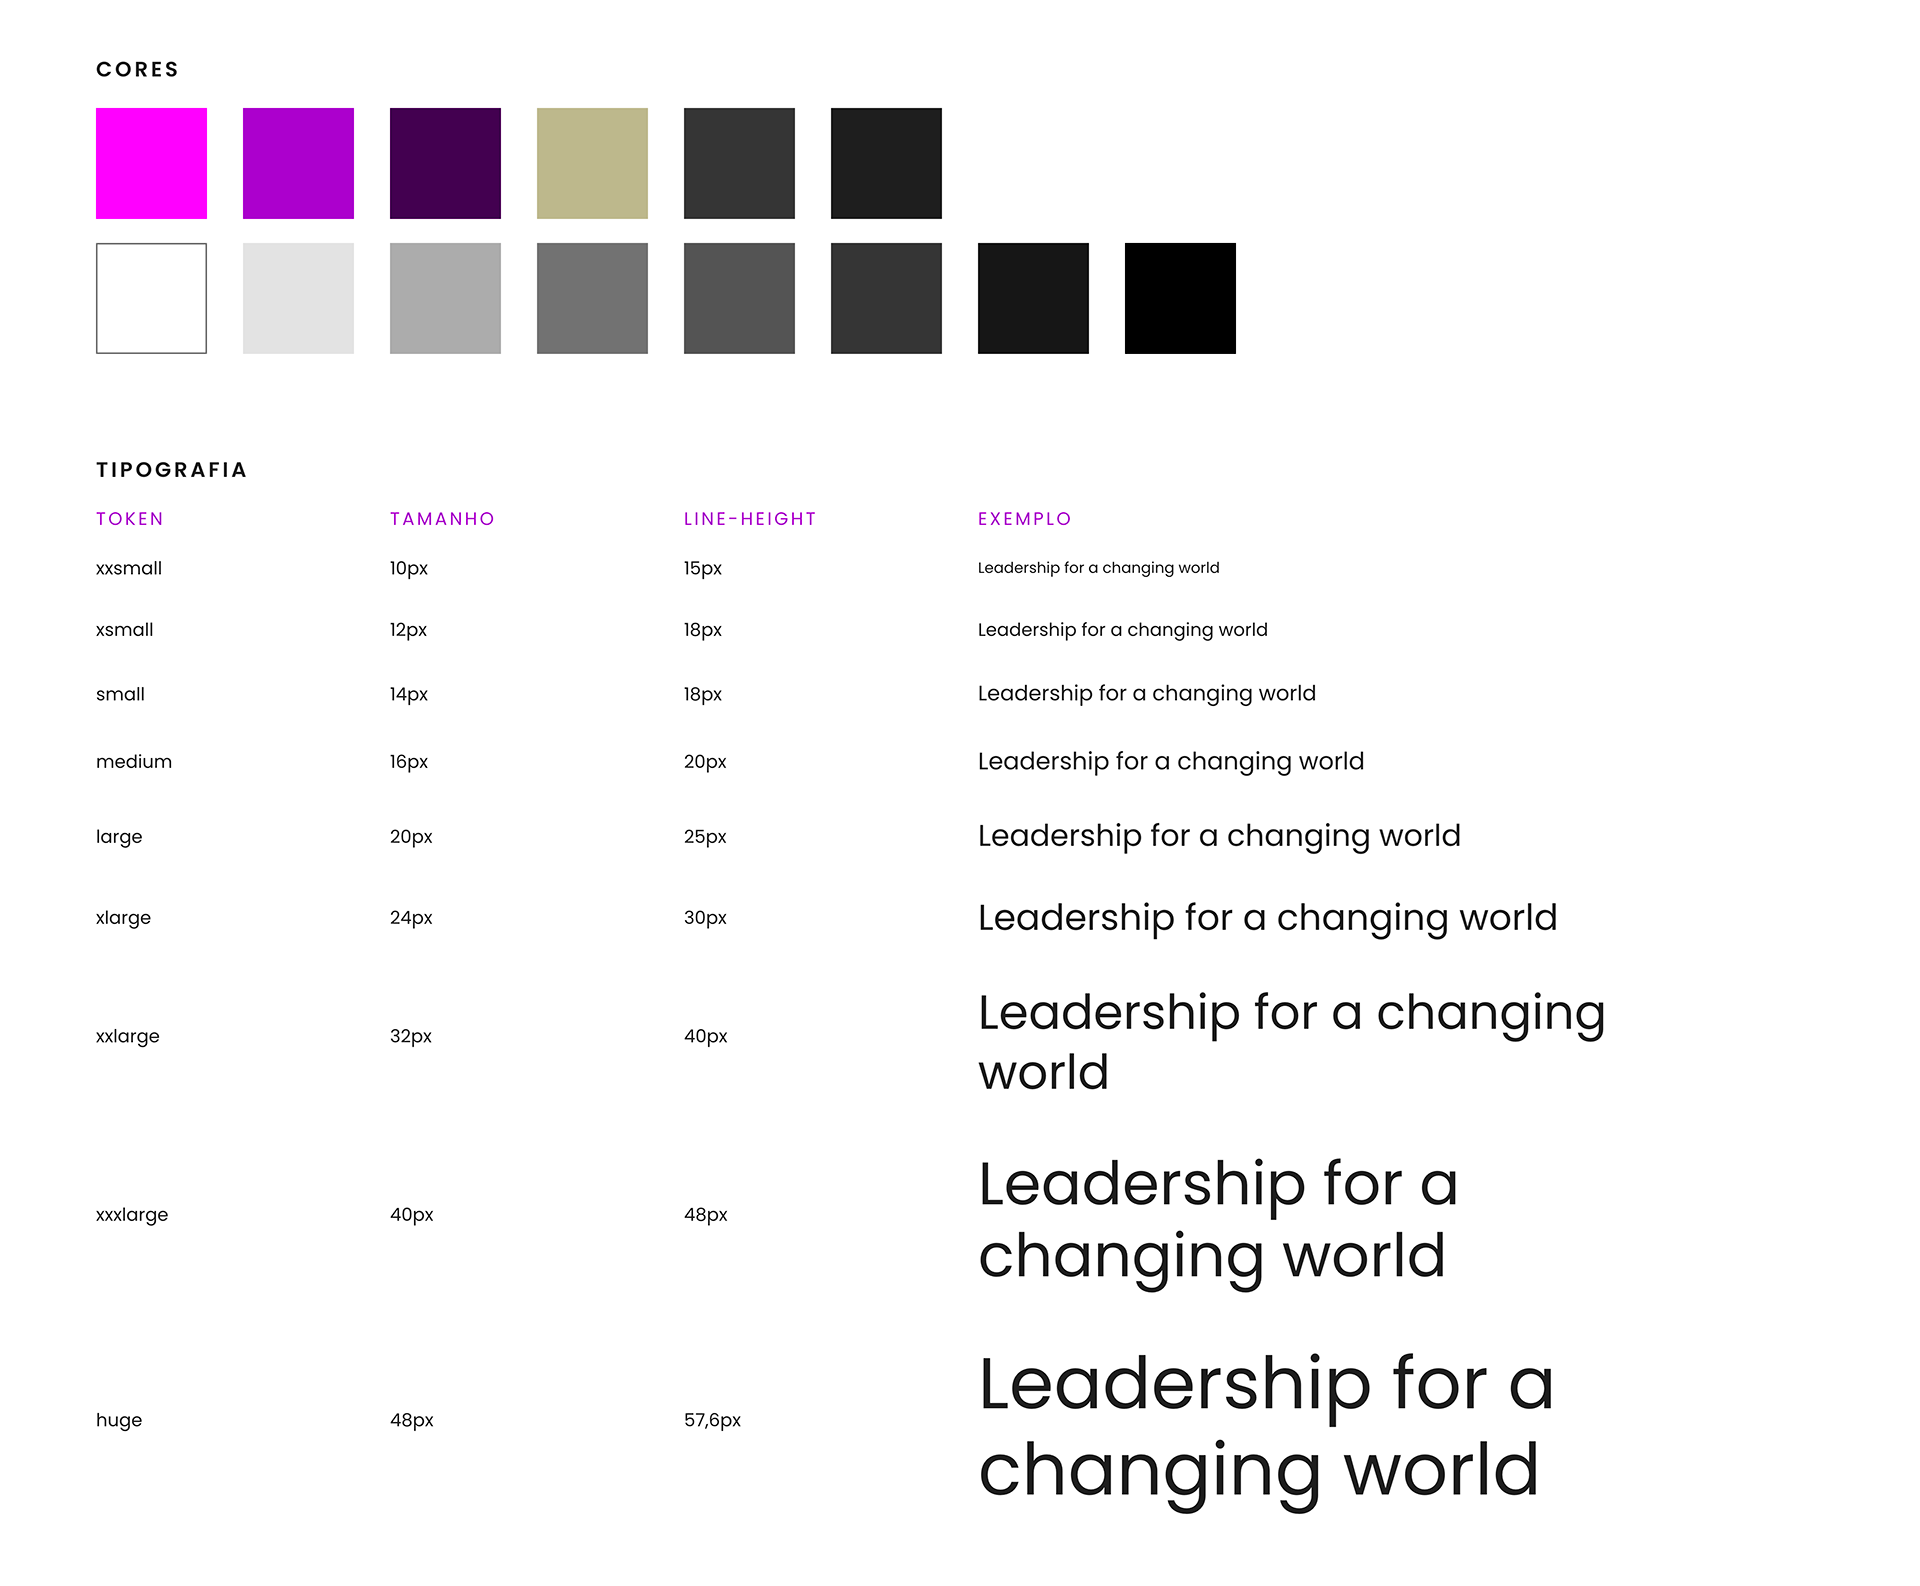 CORES
TIPOGRAFIA
TOKEN TAMANHO LINE-HEIGHT EXEMPLO
xxsmall 10px 15px Leadership for a changing world
xsmall 12px 18px Leadership for a changing world
small 14px 18px Leadership for a changing world
medium 16px 20px Leadership for a changing world
large 20px 25px Leadership for a changing world
xlarge 24px 30px Leadership for a changing world
xxlarge 32px 40px Leadership for a changing
world
xxxlarge 40px 48px Leadership for a
changing world
huge 48px 57,6px Leadership for a
changing world